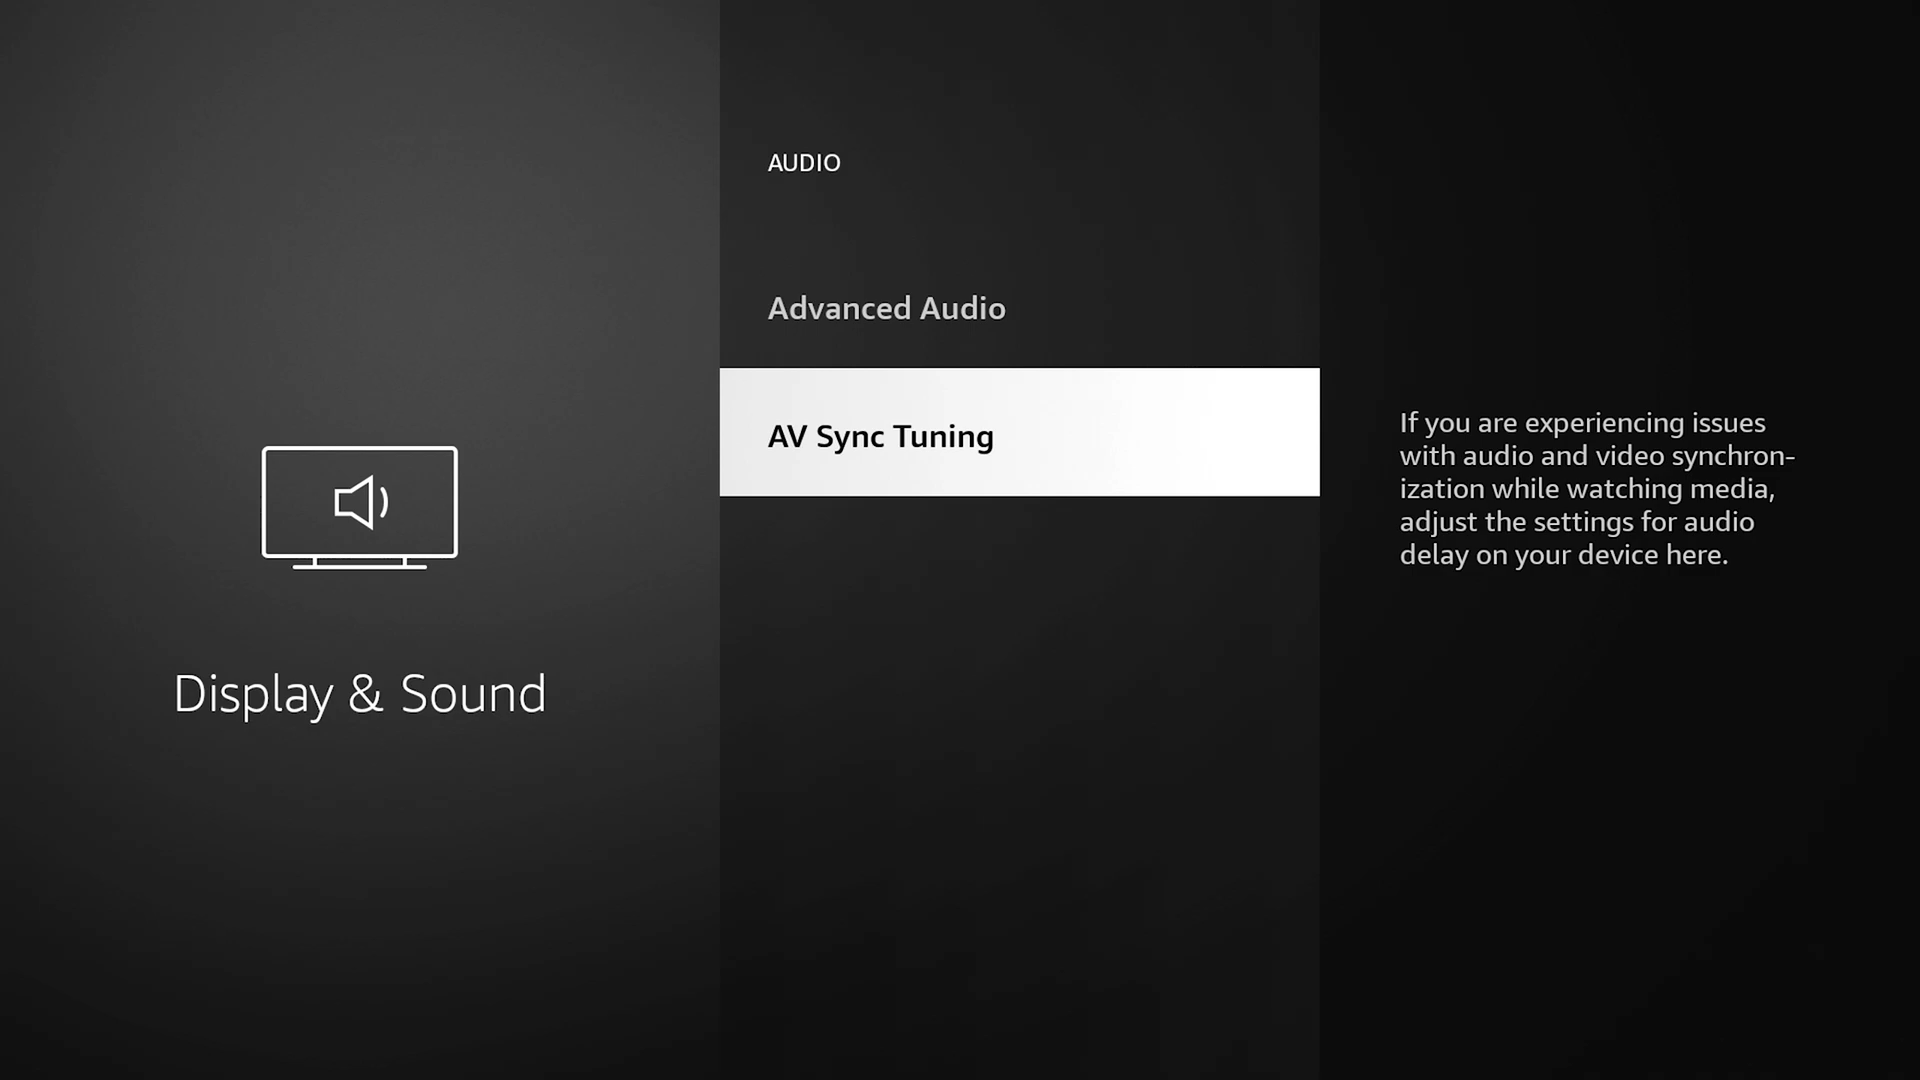 AUDIO
Advanced Audio
AV Sync Tuning
Display & Sound
If you are experiencing issues
with audio and video synchron-
ization while watching media,
adjust the settings for audio
delay on your device here.